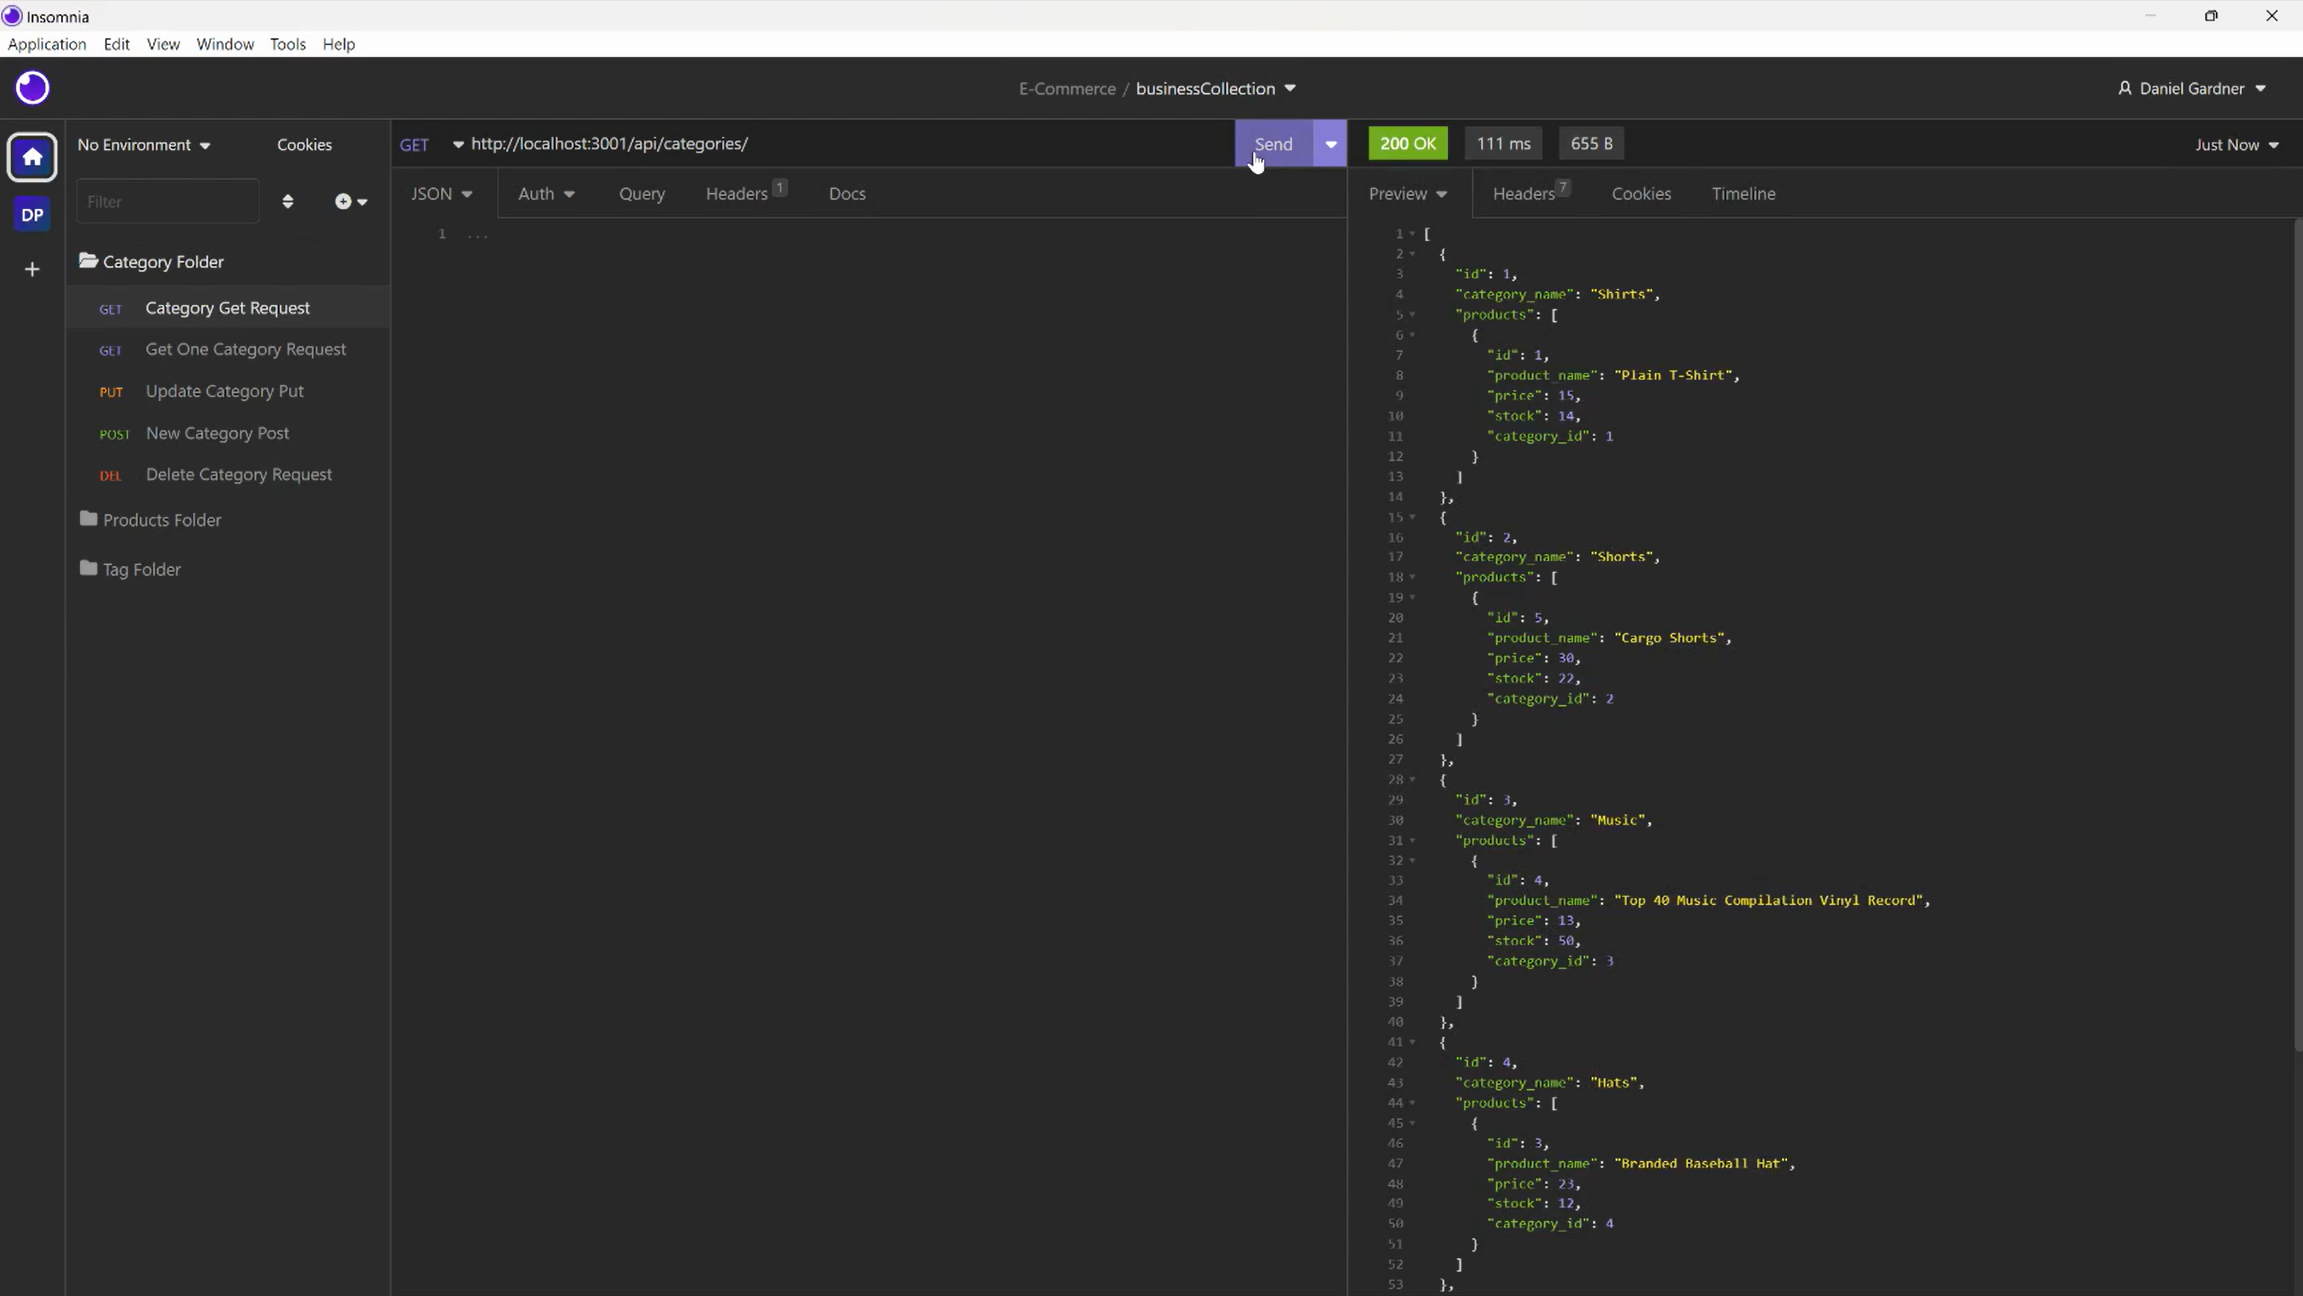 Insomnia
Application Edit View Window Tools Help
E-Commerce / businessCollection
Daniel Gardner
No Environment Cookies
GET http://localhost:3001/api/categories/ Send
200 OK 111 ms 655 B Just Now
DP
Filter
JSON Auth Query Headers 1 Docs
Preview Headers 7 Cookies Timeline
Category Folder
GET Category Get Request
GET Get One Category Request
PUT Update Category Put
POST New Category Post
DEL Delete Category Request
Products Folder
Tag Folder
1 ...
1 [
2 {
3 "id": 1,
4 "category_name": "Shirts",
5 "products": [
6 {
7 "id": 1,
8 "product_name": "Plain T-Shirt",
9 "price": 15,
10 "stock": 14,
11 "category_id": 1
12 }
13 ]
14 },
15 {
16 "id": 2,
17 "category_name": "Shorts",
18 "products": [
19 {
20 "id": 5,
21 "product_name": "Cargo Shorts",
22 "price": 30,
23 "stock": 22,
24 "category_id": 2
25 }
26 ]
27 },
28 {
29 "id": 3,
30 "category_name": "Music",
31 "products": [
32 {
33 "id": 4,
34 "product_name": "Top 40 Music Compilation Vinyl Record",
35 "price": 13,
36 "stock": 50,
37 "category_id": 3
38 }
39 ]
40 },
41 {
42 "id": 4,
43 "category_name": "Hats",
44 "products": [
45 {
46 "id": 3,
47 "product_name": "Branded Baseball Hat",
48 "price": 23,
49 "stock": 12,
50 "category_id": 4
51 }
52 ]
53 },